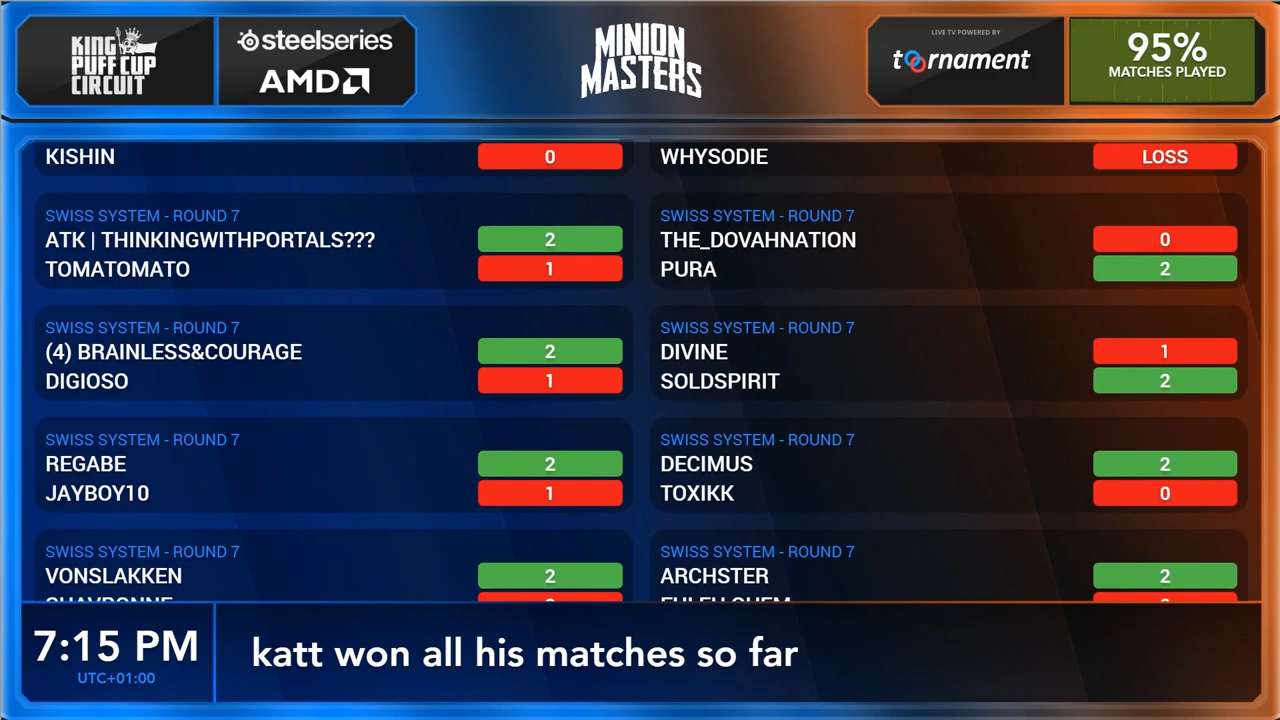 KING
PUFF CUP
CIRCUIT
steelseries
AMD
MINION
MASTERS
LIVE TV POWERED BY
tournament
95%
MATCHES PLAYED
KISHIN 0
WHYSODIE LOSS
SWISS SYSTEM - ROUND 7
ATK | THINKINGWITHPORTALS??? 2
TOMATOMATO 1
SWISS SYSTEM - ROUND 7
THE_DOVAHNATION 0
PURA 2
SWISS SYSTEM - ROUND 7
(4) BRAINLESS&COURAGE 2
DIGIOSO 1
SWISS SYSTEM - ROUND 7
DIVINE 1
SOLDSPIRIT 2
SWISS SYSTEM - ROUND 7
REGABE 2
JAYBOY10 1
SWISS SYSTEM - ROUND 7
DECIMUS 2
TOXIKK 0
SWISS SYSTEM - ROUND 7
VONSLAKKEN 2
SWISS SYSTEM - ROUND 7
ARCHSTER 2
7:15 PM
UTC+01:00
katt won all his matches so far